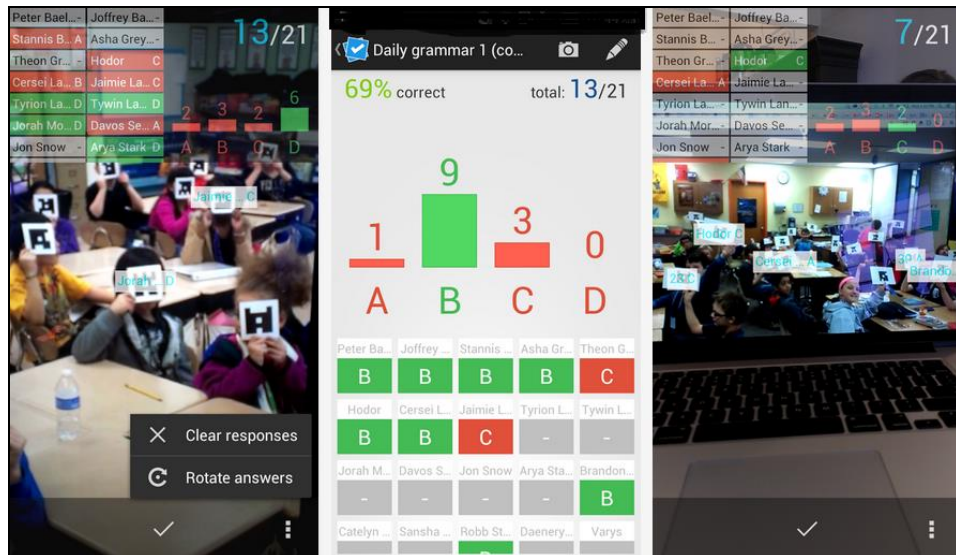 Peter Bael...- Joffrey Ba...
Stannis B... A Asha Grey...-
Theon Gr... - Hodor C
Cersei La... B Jaimie La... C
Tyrion L... D Tywin L... D
Jorah Mo... D Davos Se... A
Jon Snow - Arya Stark D
13/21
2 3 2 6
A B C D
Jaimie ... C
Jorah ... D
Clear responses
Rotate answers
Daily grammar 1 (co...
69% correct total: 13/21
1 9 3 0
A B C D
Peter Ba... Joffrey ... Stannis ... Asha Gr... Theon G...
B B B B C
Hodor Cersei L... Jaimie L... Tyrion L... Tywin L...
B B C - -
Jorah M... Davos S... Jon Snow Arya Sta... Brandon...
- - - - B
Catelyn ... Sansha ... Robb St... Daenery... Varys
Peter Bael...- Joffrey Ba...-
Stannis B... - Asha Grey...-
Theon Gr... - Hodor C
Cersei La... A Jaimie La... -
Tyrion La... - Tywin Lan...-
Jorah Mor...- Davos Se... -
Jon Snow - Arya Stark -
7/21
2 3 2 0
A B C D
Hodor C
Cersei... A
Brando...